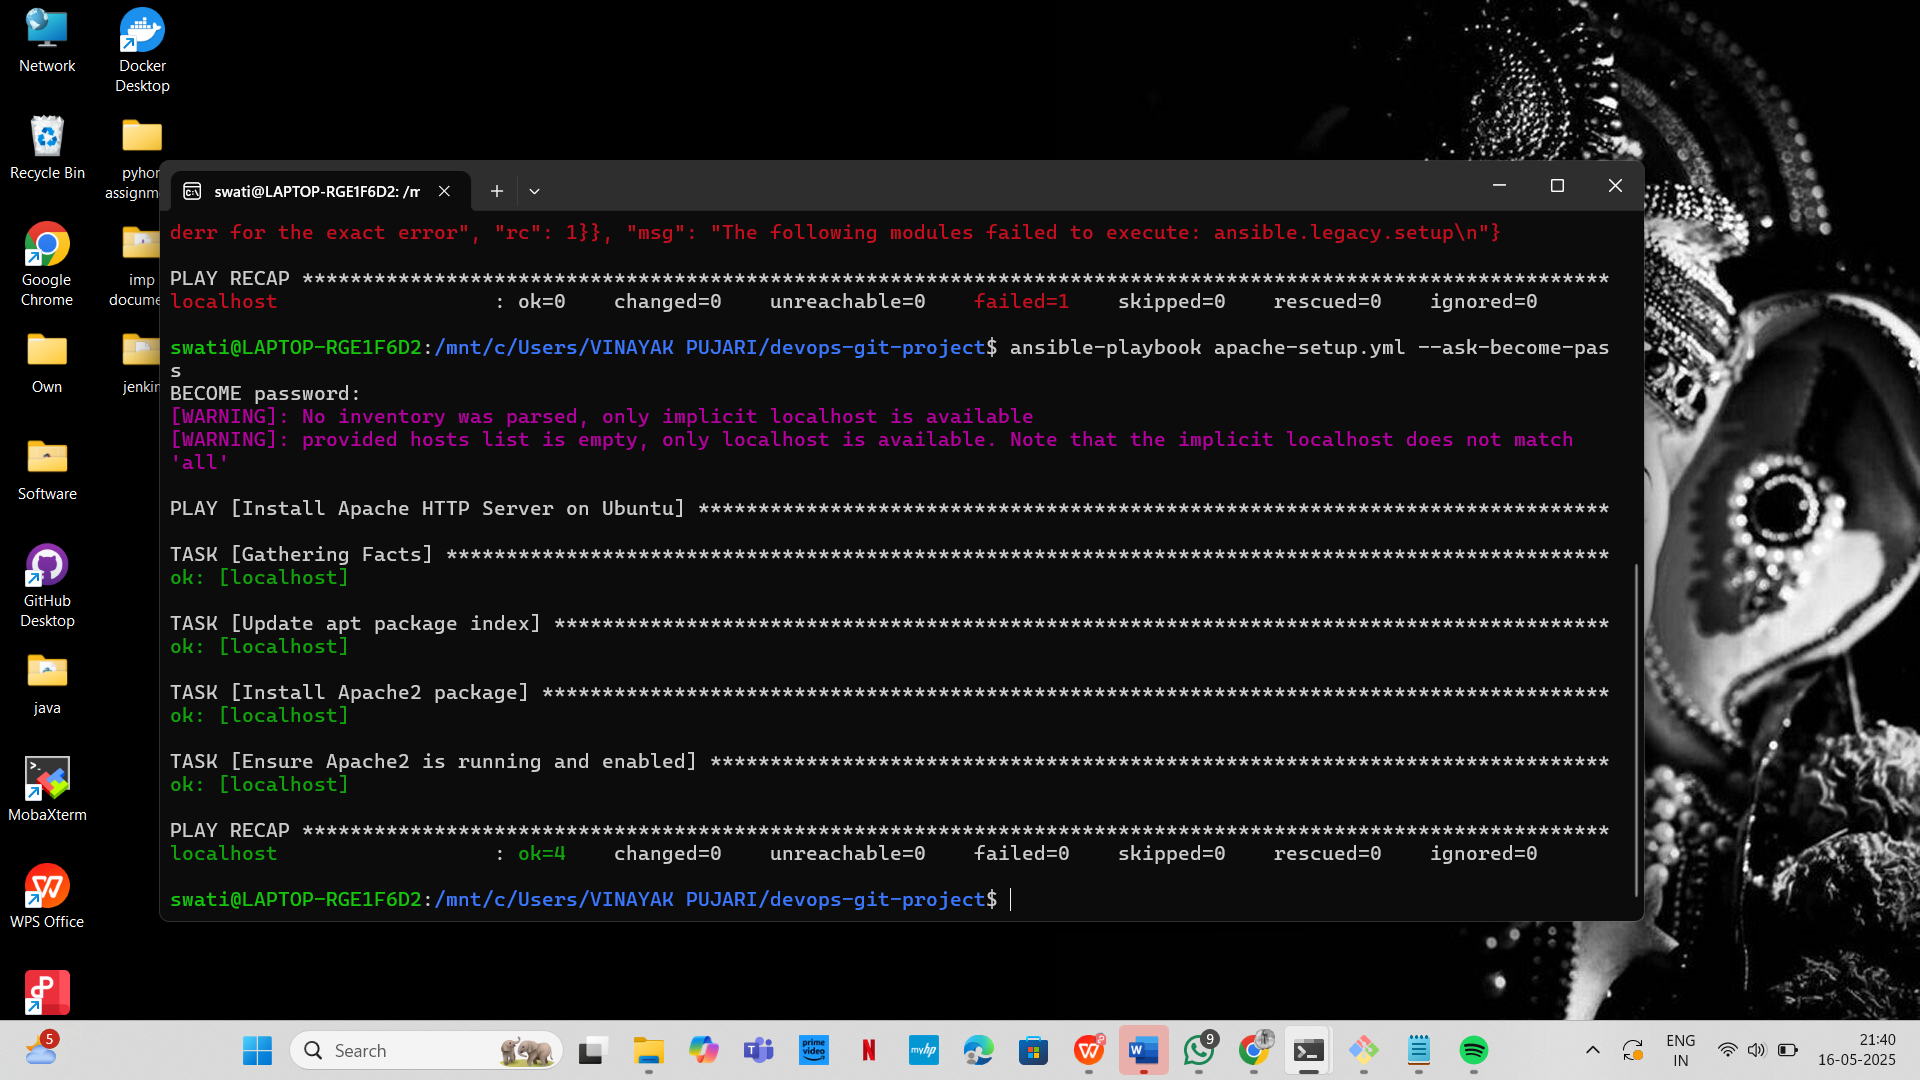 Network
Docker
Desktop
Recycle Bin
pyhon
assignm
Google
Chrome
imp
docume
Own
jenkin
Software
GitHub
Desktop
java
MobaXterm
WPS Office
swati@LAPTOP-RGE1F6D2: /m
derr for the exact error", "rc": 1}}, "msg": "The following modules failed to execute: ansible.legacy.setup\n"}
PLAY RECAP *************************************************************************************************************
localhost                  : ok=0    changed=0    unreachable=0    failed=1    skipped=0    rescued=0    ignored=0
swati@LAPTOP-RGE1F6D2:/mnt/c/Users/VINAYAK PUJARI/devops-git-project$ ansible-playbook apache-setup.yml --ask-become-pas
s
BECOME password:
[WARNING]: No inventory was parsed, only implicit localhost is available
[WARNING]: provided hosts list is empty, only localhost is available. Note that the implicit localhost does not match
'all'
PLAY [Install Apache HTTP Server on Ubuntu] ****************************************************************************
TASK [Gathering Facts] *************************************************************************************************
ok: [localhost]
TASK [Update apt package index] ****************************************************************************************
ok: [localhost]
TASK [Install Apache2 package] *****************************************************************************************
ok: [localhost]
TASK [Ensure Apache2 is running and enabled] ***************************************************************************
ok: [localhost]
PLAY RECAP *************************************************************************************************************
localhost                  : ok=4    changed=0    unreachable=0    failed=0    skipped=0    rescued=0    ignored=0
swati@LAPTOP-RGE1F6D2:/mnt/c/Users/VINAYAK PUJARI/devops-git-project$
5
Search
prime video
N
myhp
W
9
ENG
IN
21:40
16-05-2025